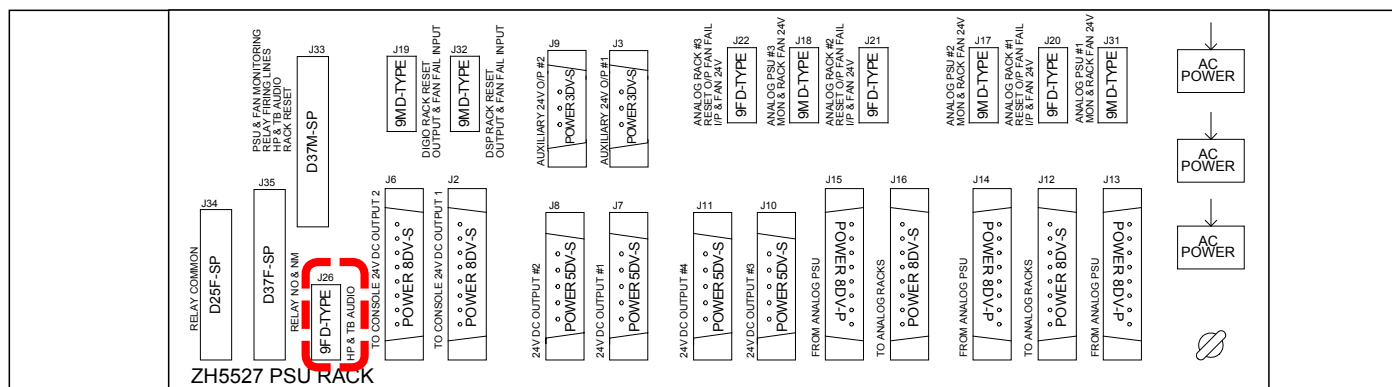 J33
PSU & FAN MONITORING
RELAY FIRING LINES
HP & TB AUDIO
RACK RESET
D37M-SP
J19
9M D-TYPE
DIGIO RACK RESET
OUTPUT & FAN FAIL INPUT
J32
9M D-TYPE
DSP RACK RESET
OUTPUT & FAN FAIL INPUT
J9
AUXILIARY 24V O/P #2
POWER 3DV-S
J3
AUXILIARY 24V O/P #1
POWER 3DV-S
ANALOG RACK #3
RESET O/P FAN FAIL
I/P & FAN 24V
J22
9F D-TYPE
ANALOG PSU #3
MON & RACK FAN 24V
J18
9M D-TYPE
ANALOG RACK #2
RESET O/P FAN FAIL
I/P & FAN 24V
J21
9F D-TYPE
ANALOG PSU #2
MON & RACK FAN 24V
J17
9M D-TYPE
ANALOG RACK #1
RESET O/P FAN FAIL
I/P & FAN 24V
J20
9F D-TYPE
ANALOG PSU #1
MON & RACK FAN 24V
J31
9M D-TYPE
AC
POWER
AC
POWER
AC
POWER
J34
RELAY COMMON
D25F-SP
J35
D37F-SP
RELAY NO & NM
J26
9F D-TYPE
HP & TB AUDIO
J6
TO CONSOLE 24V DC OUTPUT 2
POWER 8DV-S
J2
TO CONSOLE 24V DC OUTPUT 1
POWER 8DV-S
J8
24V DC OUTPUT #2
POWER 5DV-S
J7
24V DC OUTPUT #1
POWER 5DV-S
J11
24V DC OUTPUT #4
POWER 5DV-S
J10
24V DC OUTPUT #3
POWER 5DV-S
J15
FROM ANALOG PSU
POWER 8DV-P
J16
TO ANALOG RACKS
POWER 8DV-S
J14
FROM ANALOG PSU
POWER 8DV-P
J12
TO ANALOG RACKS
POWER 8DV-S
J13
FROM ANALOG PSU
POWER 8DV-P
ZH5527 PSU RACK